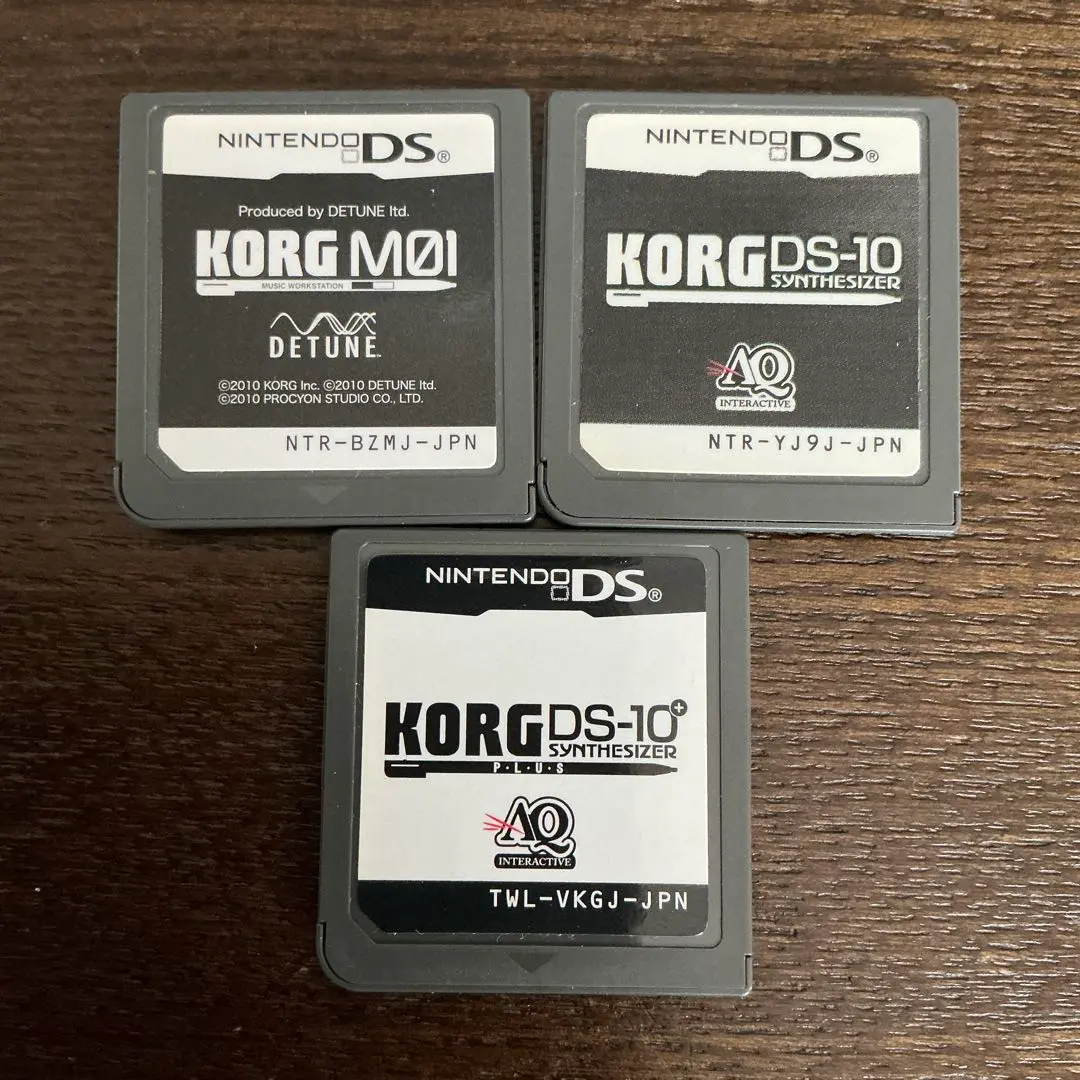 NINTENDO DS®
Produced by DETUNE ltd.
KORG M01
MUSIC WORKSTATION
DETUNE™
©2010 KORG Inc. ©2010 DETUNE ltd.
©2010 PROCYON STUDIO CO., LTD.
NTR-BZMJ-JPN
NINTENDO DS®
KORG DS-10
SYNTHESIZER
AQ
INTERACTIVE
NTR-YJ9J-JPN
NINTENDO DS®
KORG DS-10+
SYNTHESIZER
P·L·U·S
AQ
INTERACTIVE
TWL-VKGJ-JPN